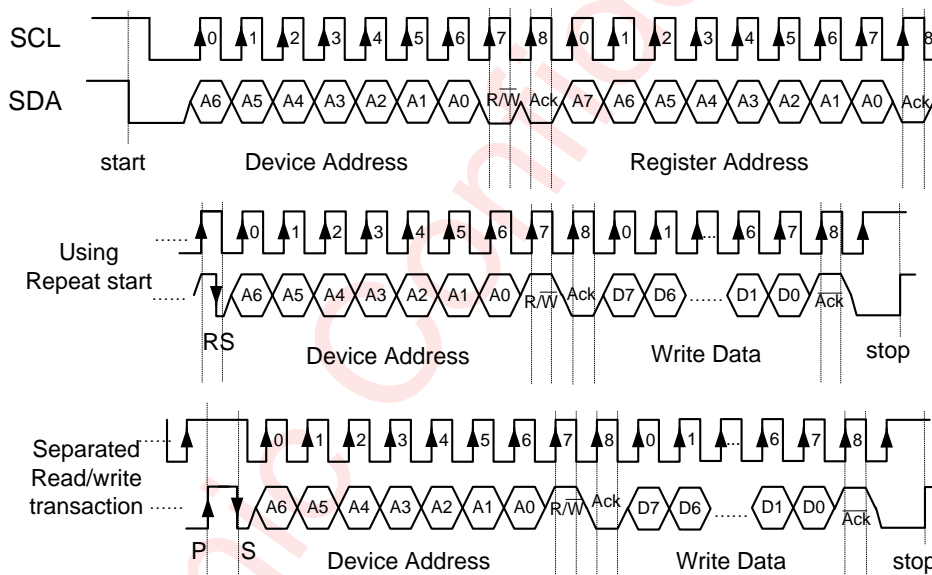 SCL 0 1 2 3 4 5 6 7 8 0 1 2 3 4 5 6 7 8
SDA A6 A5 A4 A3 A2 A1 A0 R/W̅ Ack A7 A6 A5 A4 A3 A2 A1 A0 Ack
start Device Address Register Address
Using
Repeat start
...... 0 1 2 3 4 5 6 7 8 0 1 ... 6 7 8
...... A6 A5 A4 A3 A2 A1 A0 R/W̅ Ack D7 D6 ...... D1 D0 A̅c̅k̅
RS Device Address Write Data stop
Separated
Read/write
transaction
...... 0 1 2 3 4 5 6 7 8 0 1 ... 6 7 8
...... A6 A5 A4 A3 A2 A1 A0 R/W̅ Ack D7 D6 ...... D1 D0 A̅c̅k̅
P S Device Address Write Data stop